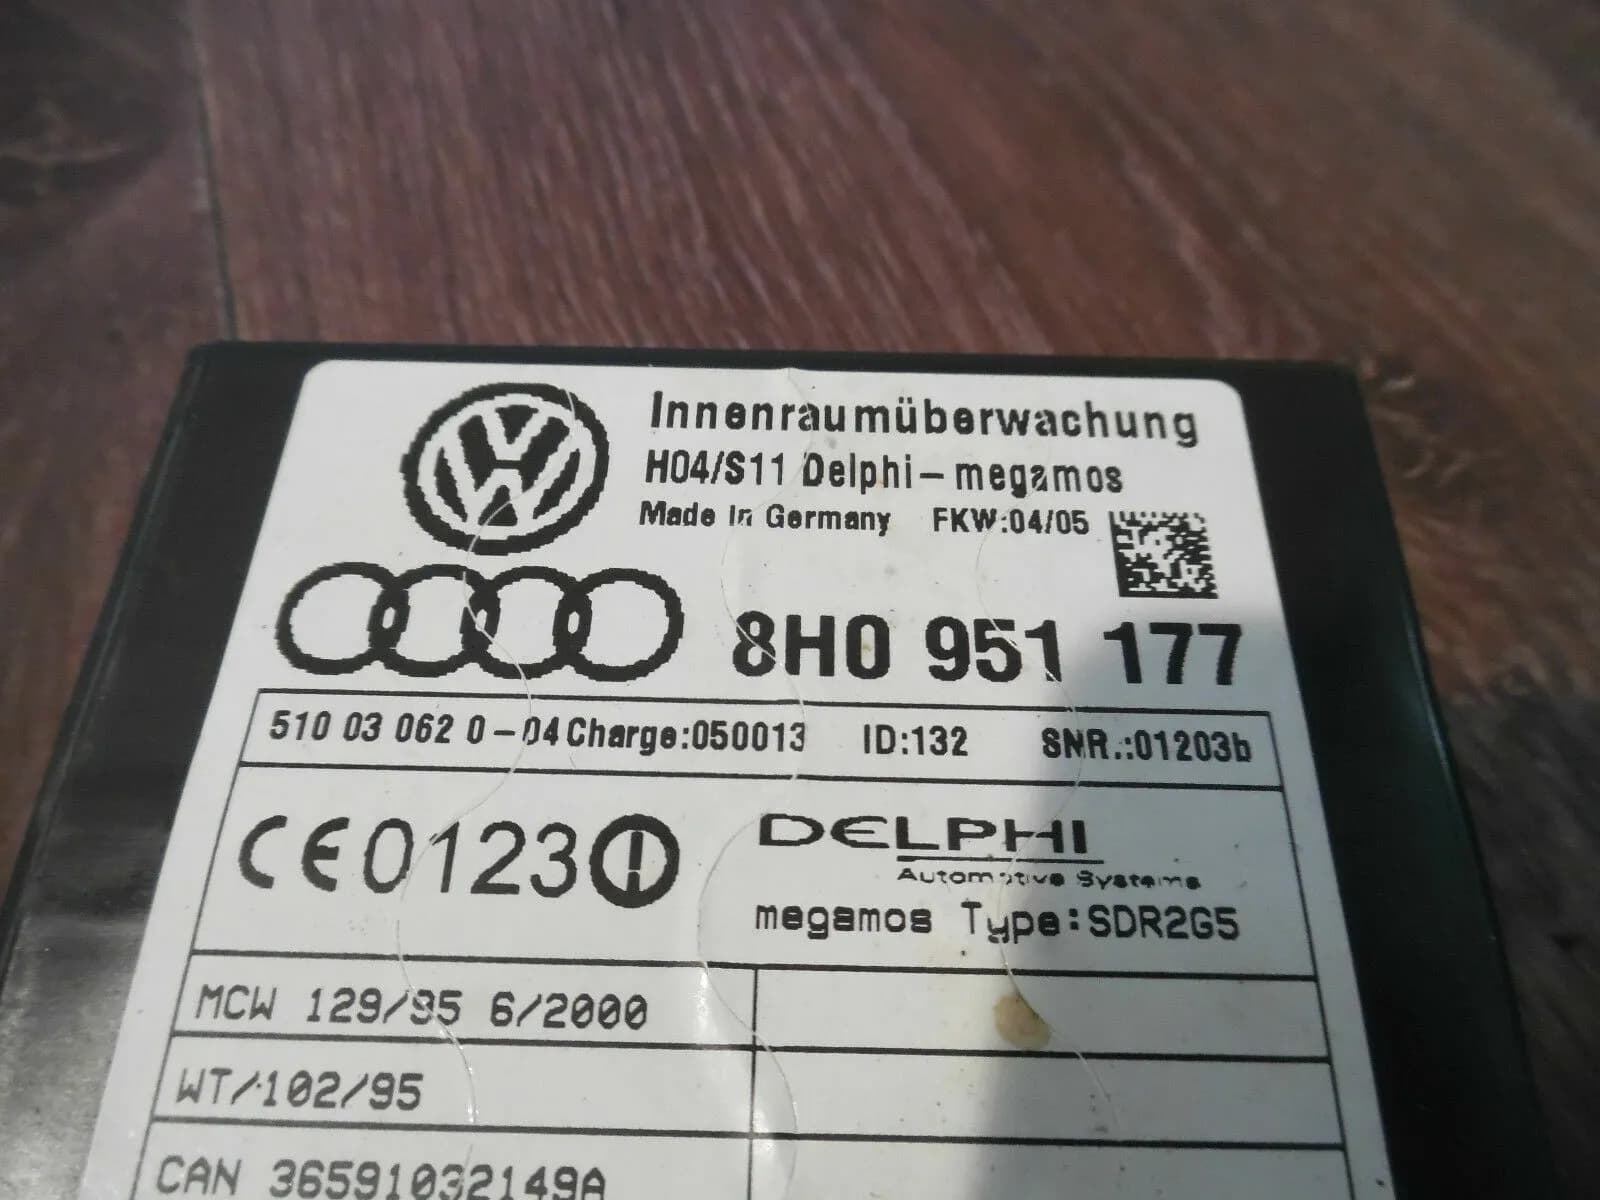 Innenraumüberwachung
H04/S11 Delphi-megamos
Made in Germany FKW:04/05
8H0 951 177
510 03 062 0-04 Charge:050013 ID:132 SNR.:01203b
CE0123
DELPHI
Automotive Systems
megamos Type:SDR2G5
MCW 129/95 6/2000
WT/102/95
CAN 36591032149A